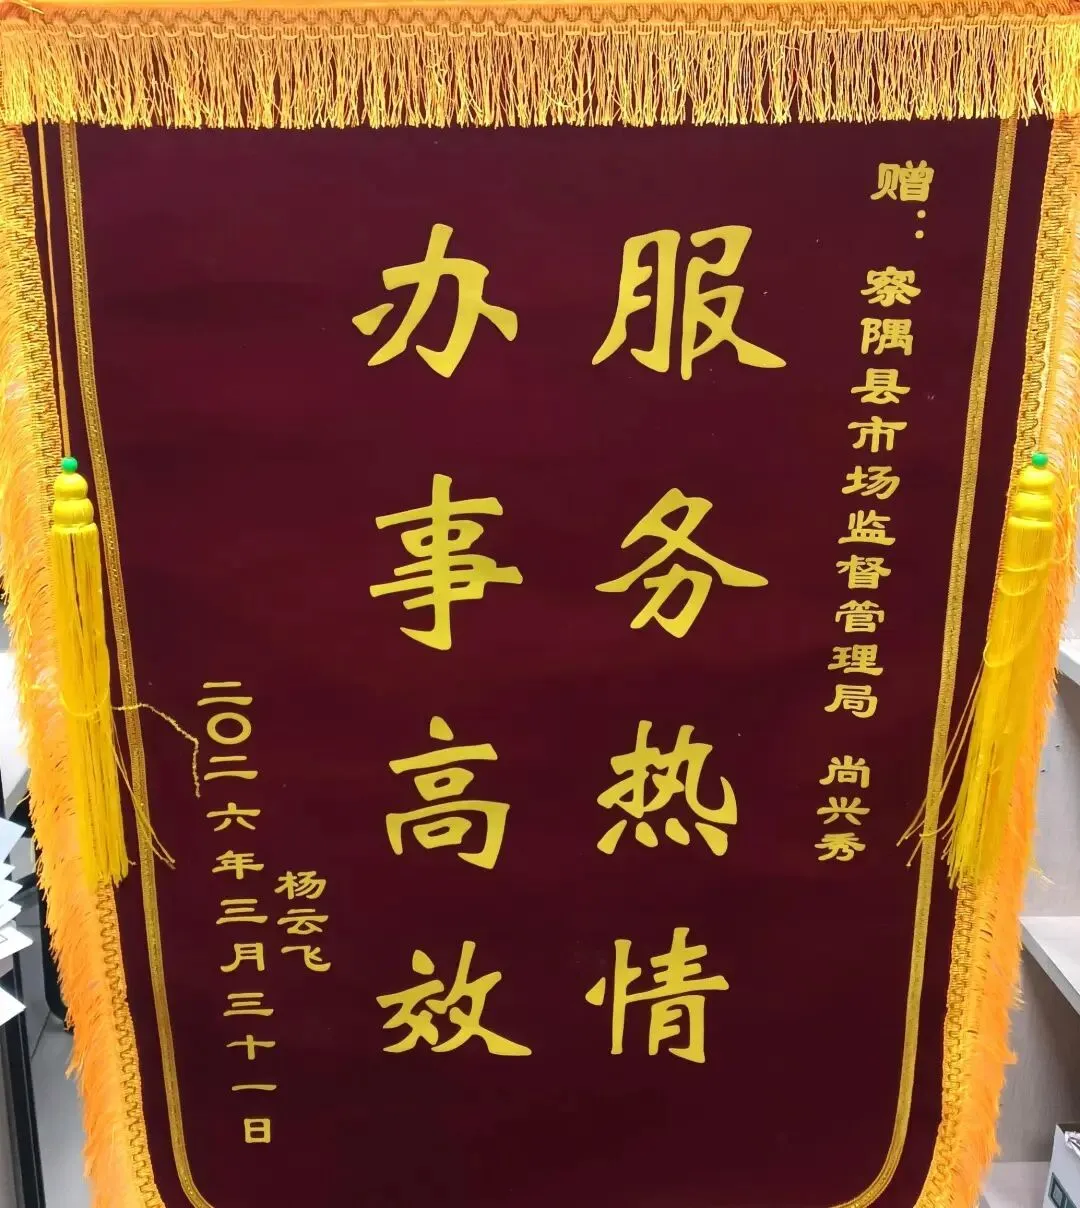 赠：察隅县市场监督管理局 尚兴秀
服务热情
办事高效
杨云飞
二〇二六年三月三十一日